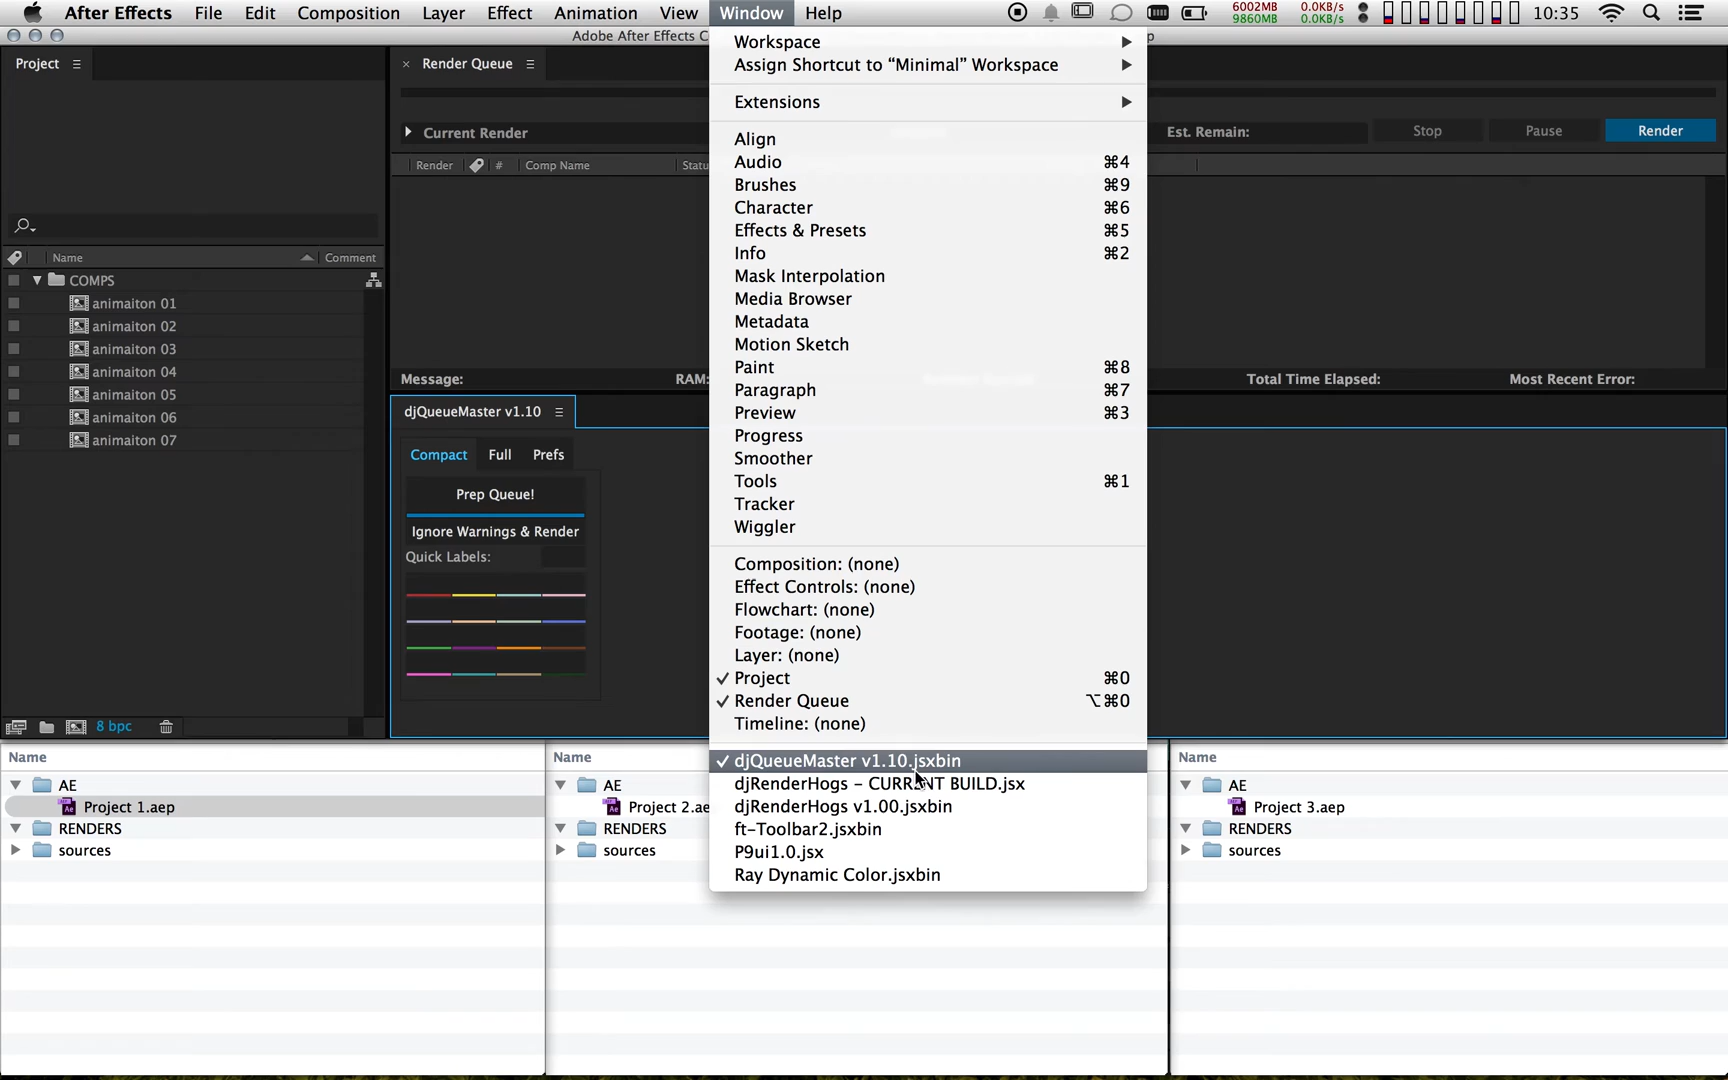 After Effects File Edit Composition Layer Effect Animation View Window Help 6002MB 9860MB 0.0KB/s 0.0KB/s 10:35
Adobe After Effects C
Project
Render Queue
Current Render
Est. Remain:
Stop
Pause
Render
Render # Comp Name Statu
Message:
RAM:
Total Time Elapsed:
Most Recent Error:
Name Comment
COMPS
animaiton 01
animaiton 02
animaiton 03
animaiton 04
animaiton 05
animaiton 06
animaiton 07
8 bpc
djQueueMaster v1.10
Compact Full Prefs
Prep Queue!
Ignore Warnings & Render
Quick Labels:
Workspace
Assign Shortcut to “Minimal” Workspace
Extensions
Align
Audio ⌘4
Brushes ⌘9
Character ⌘6
Effects & Presets ⌘5
Info ⌘2
Mask Interpolation
Media Browser
Metadata
Motion Sketch
Paint ⌘8
Paragraph ⌘7
Preview ⌘3
Progress
Smoother
Tools ⌘1
Tracker
Wiggler
Composition: (none)
Effect Controls: (none)
Flowchart: (none)
Footage: (none)
Layer: (none)
✓ Project ⌘0
✓ Render Queue ⌥⌘0
Timeline: (none)
✓ djQueueMaster v1.10.jsxbin
djRenderHogs – CURRENT BUILD.jsx
djRenderHogs v1.00.jsxbin
ft-Toolbar2.jsxbin
P9ui1.0.jsx
Ray Dynamic Color.jsxbin
Name
AE
Project 1.aep
RENDERS
sources
Name
AE
Project 2.ae
RENDERS
sources
Name
AE
Project 3.aep
RENDERS
sources